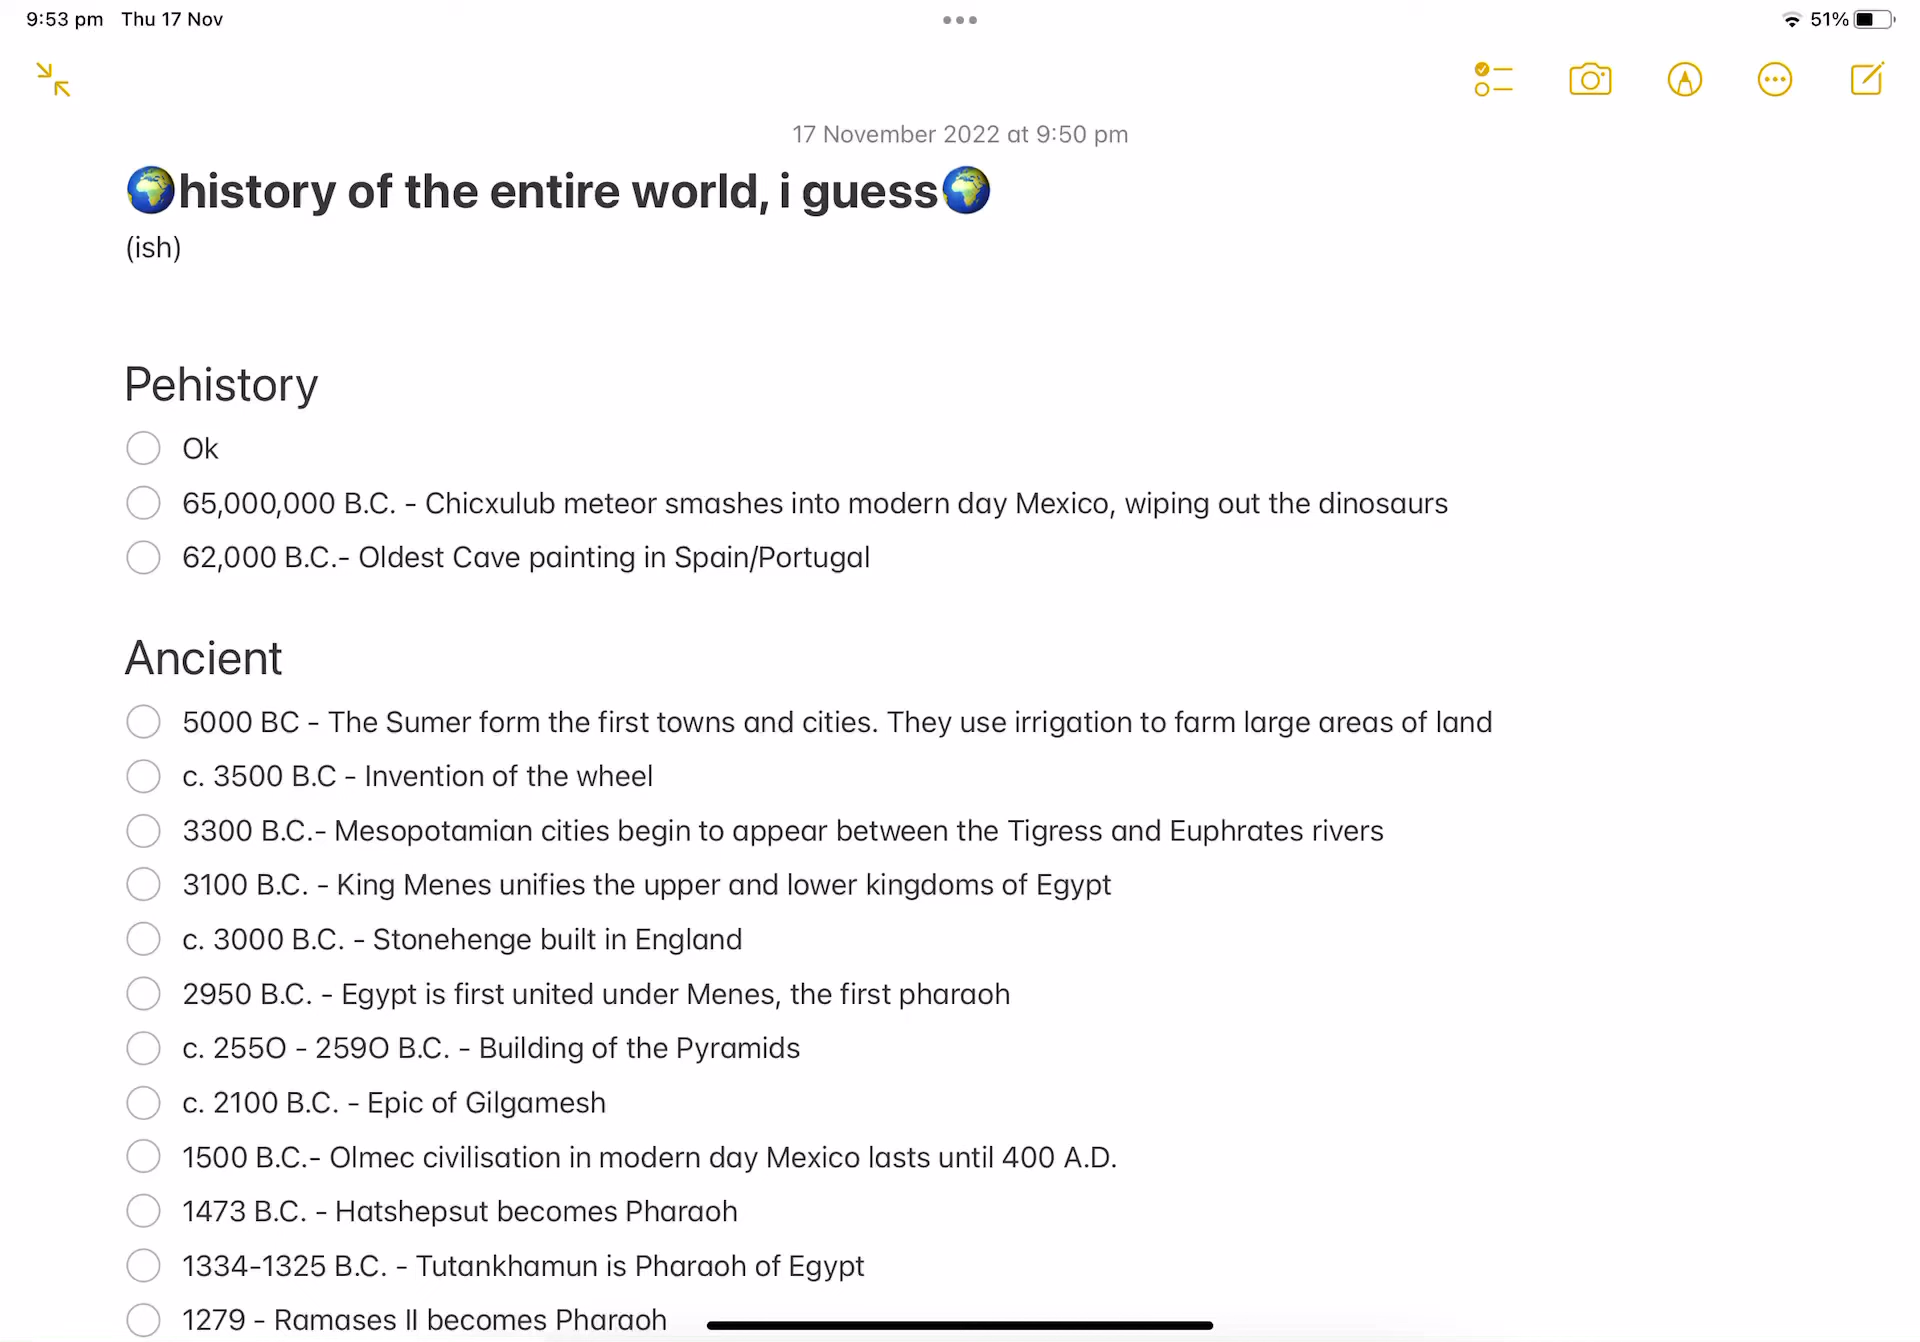 9:53 pm Thu 17 Nov
51%
17 November 2022 at 9:50 pm
🌍history of the entire world, i guess🌍
(ish)
Pehistory
Ok
65,000,000 B.C. - Chicxulub meteor smashes into modern day Mexico, wiping out the dinosaurs
62,000 B.C.- Oldest Cave painting in Spain/Portugal
Ancient
5000 BC - The Sumer form the first towns and cities. They use irrigation to farm large areas of land
c. 3500 B.C - Invention of the wheel
3300 B.C.- Mesopotamian cities begin to appear between the Tigress and Euphrates rivers
3100 B.C. - King Menes unifies the upper and lower kingdoms of Egypt
c. 3000 B.C. - Stonehenge built in England
2950 B.C. - Egypt is first united under Menes, the first pharaoh
c. 255O - 259O B.C. - Building of the Pyramids
c. 2100 B.C. - Epic of Gilgamesh
1500 B.C.- Olmec civilisation in modern day Mexico lasts until 400 A.D.
1473 B.C. - Hatshepsut becomes Pharaoh
1334-1325 B.C. - Tutankhamun is Pharaoh of Egypt
1279 - Ramases II becomes Pharaoh